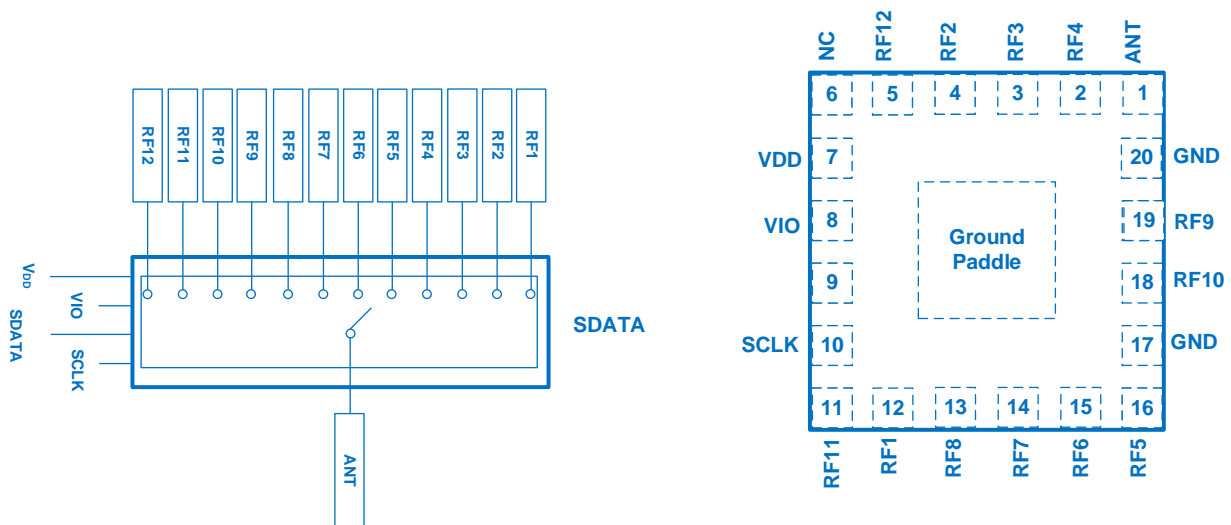 RF12
RF11
RF10
RF9
RF8
RF7
RF6
RF5
RF4
RF3
RF2
RF1
VDD
VIO
SDATA
SCLK
ANT
SDATA
NC
RF12
RF2
RF3
RF4
ANT
6
5
4
3
2
1
VDD
7
20
GND
VIO
8
19
RF9
Ground
Paddle
9
18
RF10
SCLK
10
17
GND
11
12
13
14
15
16
RF11
RF1
RF8
RF7
RF6
RF5